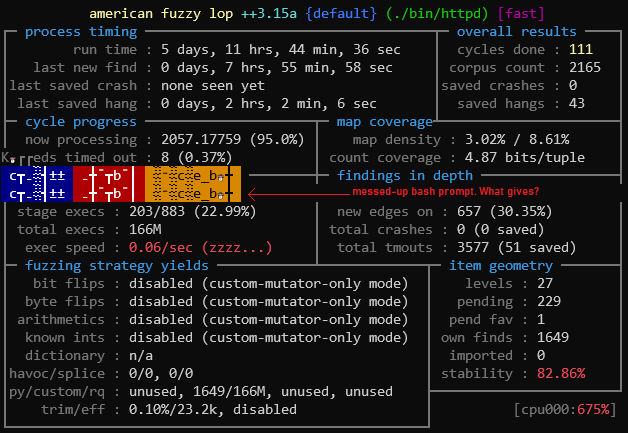 american fuzzy lop ++3.15a {default} (./bin/httpd) [fast]
process timing
overall results
run time : 5 days, 11 hrs, 44 min, 36 sec
cycles done : 111
last new find : 0 days, 7 hrs, 55 min, 58 sec
corpus count : 2165
last saved crash : none seen yet
saved crashes : 0
last saved hang : 0 days, 2 hrs, 2 min, 6 sec
saved hangs : 43
cycle progress
map coverage
now processing : 2057.17759 (95.0%)
map density : 3.02% / 8.61%
eds timed out : 8 (0.37%)
count coverage : 4.87 bits/tuple
findings in depth
messed-up bash prompt. What gives?
stage execs : 203/883 (22.99%)
new edges on : 657 (30.35%)
total execs : 166M
total crashes : 0 (0 saved)
exec speed : 0.06/sec (zzzz...)
total tmouts : 3577 (51 saved)
fuzzing strategy yields
item geometry
bit flips : disabled (custom-mutator-only mode)
levels : 27
byte flips : disabled (custom-mutator-only mode)
pending : 229
arithmetics : disabled (custom-mutator-only mode)
pend fav : 1
known ints : disabled (custom-mutator-only mode)
own finds : 1649
dictionary : n/a
imported : 0
havoc/splice : 0/0, 0/0
stability : 82.86%
py/custom/rq : unused, 1649/166M, unused, unused
trim/eff : 0.10%/23.2k, disabled
[cpu000:675%]